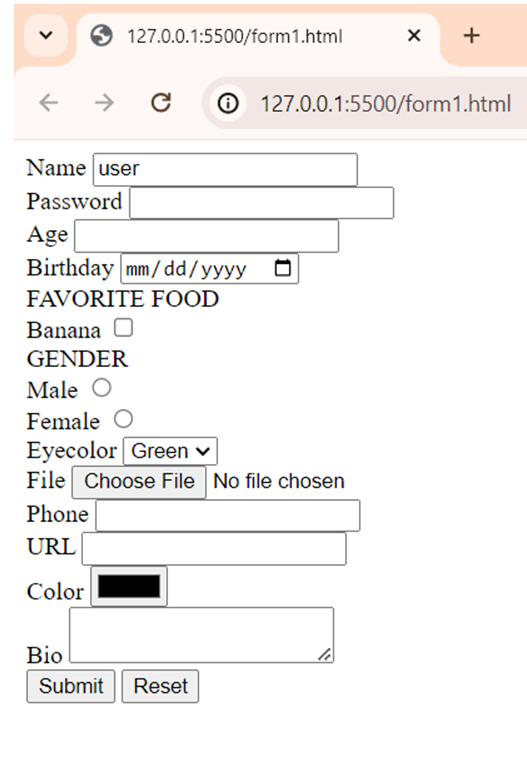 127.0.0.1:5500/form1.html
127.0.0.1:5500/form1.html
Name user
Password
Age
Birthday mm/dd/yyyy
FAVORITE FOOD
Banana
GENDER
Male
Female
Eyecolor Green
File Choose File No file chosen
Phone
URL
Color
Bio
Submit Reset